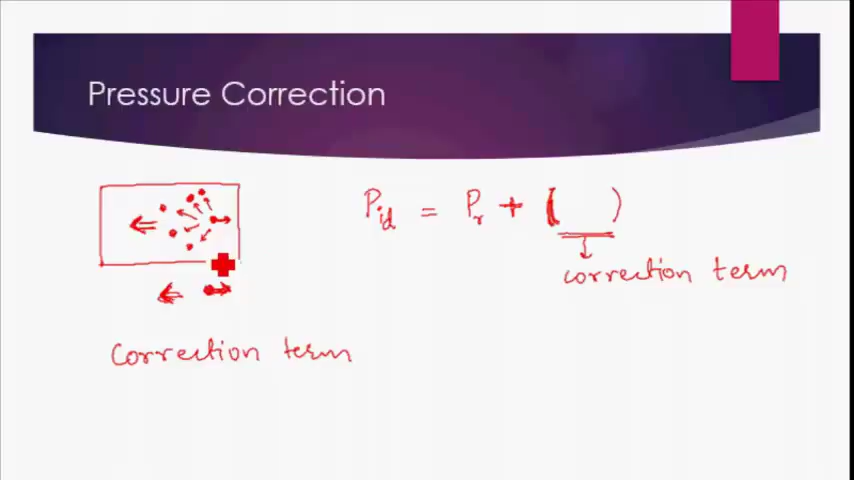 Pressure Correction
Pid = Pr + ( )
correction term
correction term